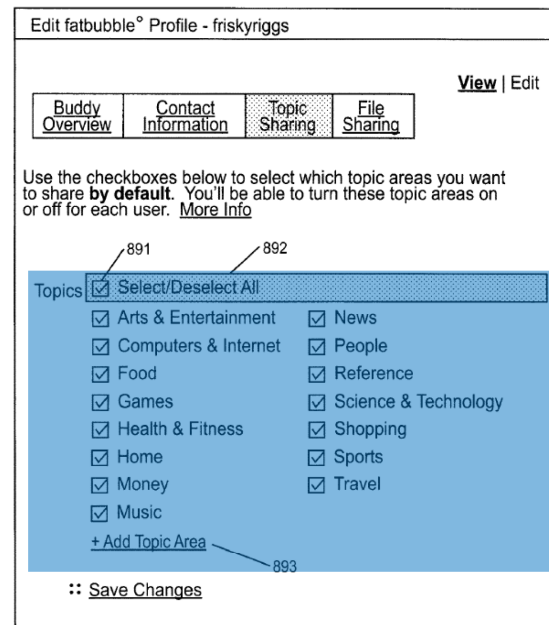 Edit fatbubble° Profile - friskyriggs
View | Edit
Buddy Overview Contact Information Topic Sharing File Sharing
Use the checkboxes below to select which topic areas you want
to share by default. You'll be able to turn these topic areas on
or off for each user. More Info
891 892
Topics Select/Deselect All
Arts & Entertainment News
Computers & Internet People
Food Reference
Games Science & Technology
Health & Fitness Shopping
Home Sports
Money Travel
Music
+ Add Topic Area
893
:: Save Changes